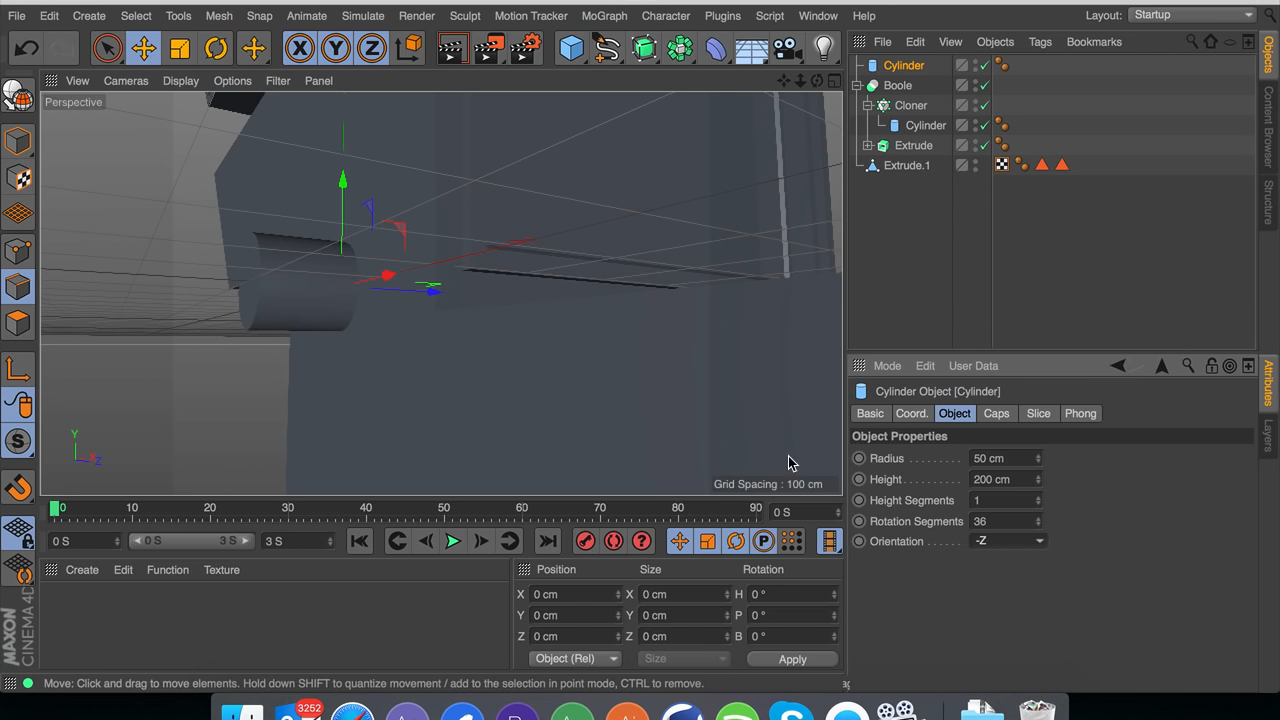 File Edit Create Select Tools Mesh Snap Animate Simulate Render Sculpt Motion Tracker MoGraph Character Plugins Script Window Help Layout: Startup
X Y Z
File Edit View Objects Tags Bookmarks
View Cameras Display Options Filter Panel
Perspective
Cylinder
Boole
Cloner
Cylinder
Extrude
Extrude.1
Objects
Content Browser
Structure
S
Y
X
Z
Grid Spacing : 100 cm
Mode Edit User Data
Cylinder Object [Cylinder]
Basic Coord. Object Caps Slice Phong
Object Properties
Radius . . . . . . . . . 50 cm
Height . . . . . . . . . 200 cm
Height Segments 1
Rotation Segments 36
Orientation . . . . . -Z
Attributes
Layers
0 10 20 30 40 50 60 70 80 90 0 S
0 S 0 S 3 S 3 S P
Create Edit Function Texture
Position Size Rotation
X 0 cm X 0 cm H 0 °
Y 0 cm Y 0 cm P 0 °
Z 0 cm Z 0 cm B 0 °
Object (Rel) Size Apply
MAXON CINEMA 4D
Move: Click and drag to move elements. Hold down SHIFT to quantize movement / add to the selection in point mode, CTRL to remove.
3252